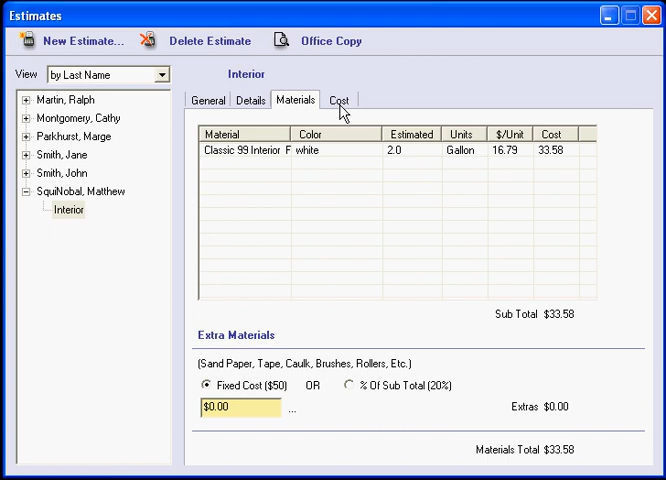 Estimates
New Estimate... Delete Estimate Office Copy
View by Last Name Interior
General Details Materials Cost
Martin, Ralph
Montgomery, Cathy
Parkhurst, Marge
Smith, Jane
Smith, John
SquiNobal, Matthew
Interior
Material Color Estimated Units $/Unit Cost
Classic 99 Interior F white 2.0 Gallon 16.79 33.58
Sub Total $33.58
Extra Materials
(Sand Paper, Tape, Caulk, Brushes, Rollers, Etc.)
Fixed Cost ($50) OR % Of Sub Total (20%)
$0.00 ... Extras $0.00
Materials Total $33.58